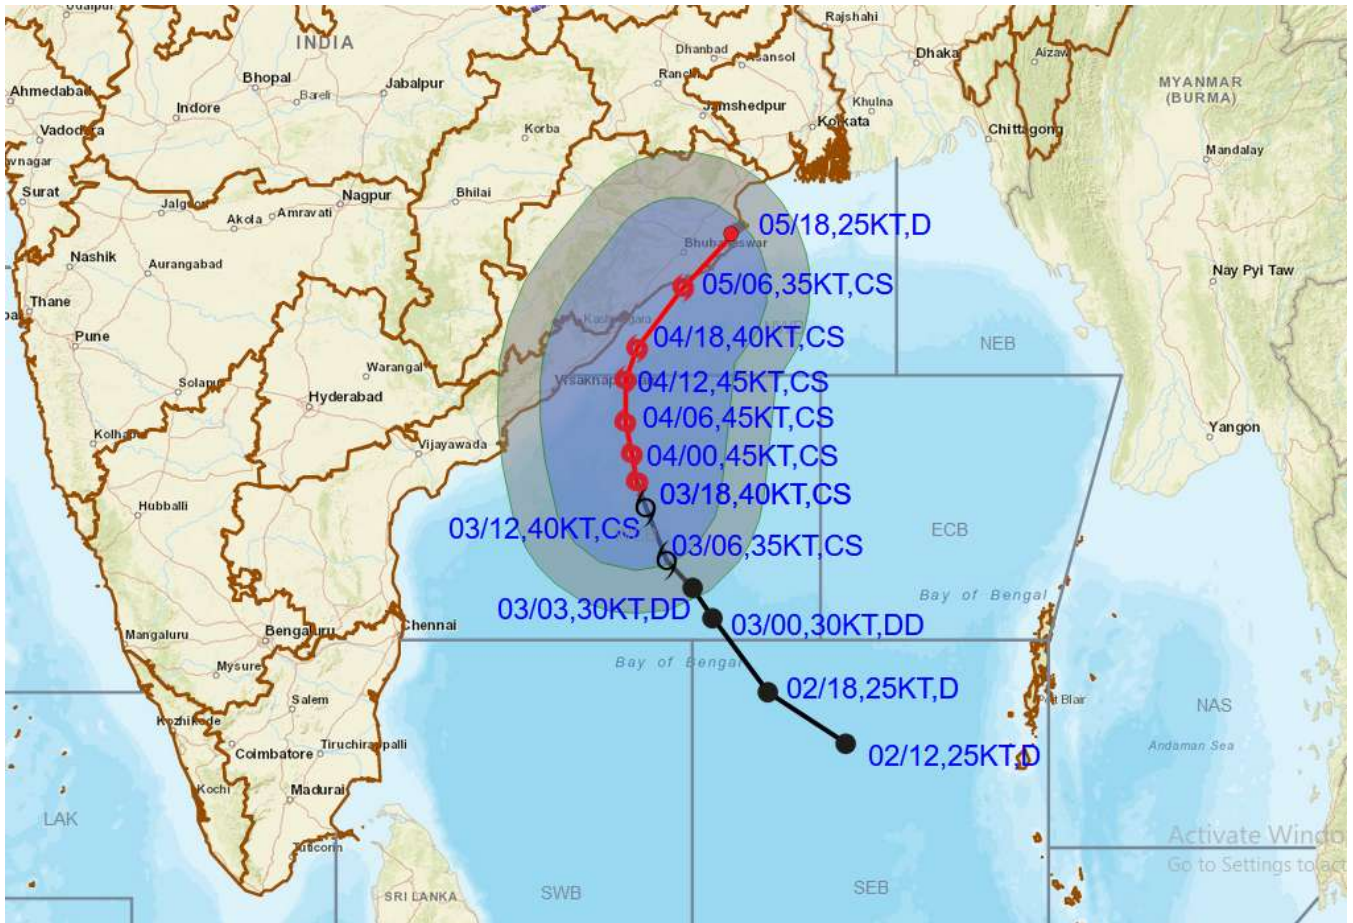 Udaipur
INDIA
Rajshahi
Dhanbad
Asansol
Dhaka
Aizaw
Bhopal
Jabalpur
Ranchi
MYANMAR
(BURMA)
Ahmedabad
Bareli
Indore
Jamshedpur
Khulna
Vadodara
Korba
Kolkata
Chittagong
avnagar
Mandalay
Surat
Jalgaon
Nagpur
Bhilai
Akola
Amravati
05/18,25KT,D
Bhubaneswar
Nashik
Aurangabad
Nay Pyi Taw
05/06,35KT,CS
Thane
Pune
04/18,40KT,CS
NEB
Warangal
Solapur
Visakhapatnam
04/12,45KT,CS
Hyderabad
04/06,45KT,CS
Yangon
Kolhap
Vijayawada
04/00,45KT,CS
03/18,40KT,CS
Hubballi
03/12,40KT,CS
ECB
03/06,35KT,CS
Bay of Bengal
03/03,30KT,DD
03/00,30KT,DD
Mangaluru
Bengaluru
Chennai
Mysure
Bay of Bengal
02/18,25KT,D
Salem
Port Blair
NAS
Kozhikode
Coimbatore
Tiruchirappalli
Andaman Sea
02/12,25KT,D
Kochi
Madurai
LAK
Activate Windo
Tuticorin
Go to Settings to act
SRI LANKA
SWB
SEB